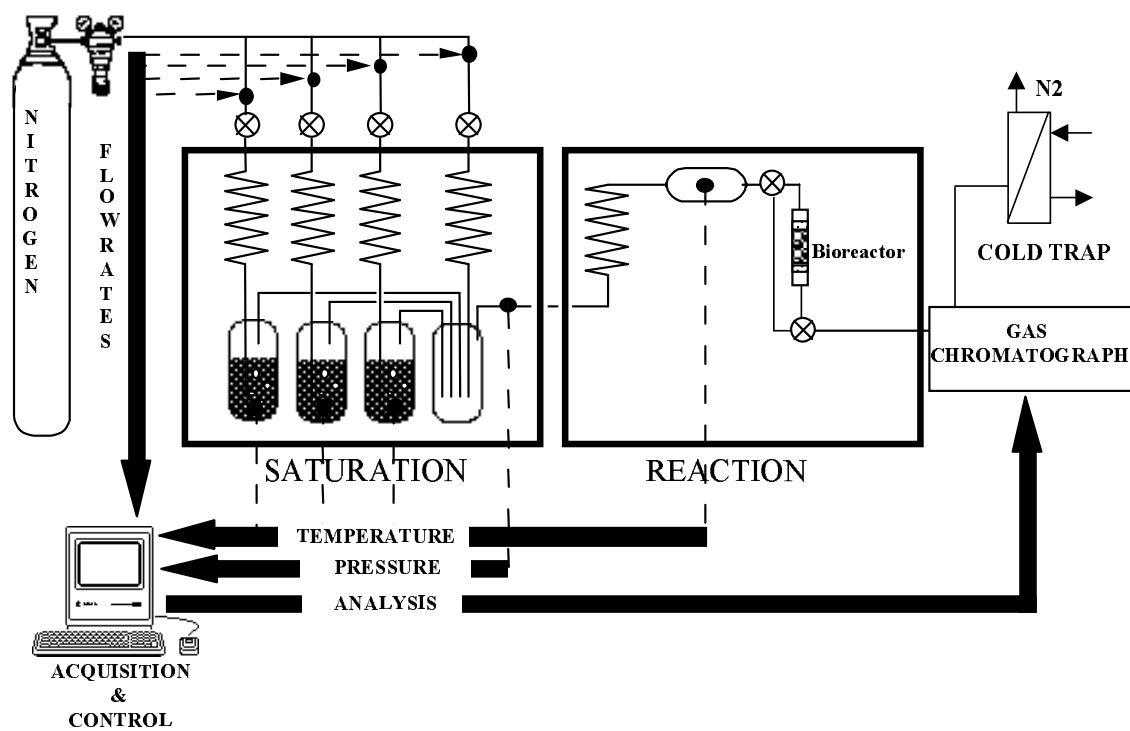 NITROGEN
FLOWRATES
N2
COLD TRAP
Bioreactor
GAS
CHROMATOGRAPH
SATURATION
REACTION
TEMPERATURE
PRESSURE
ANALYSIS
ACQUISITION
&
CONTROL